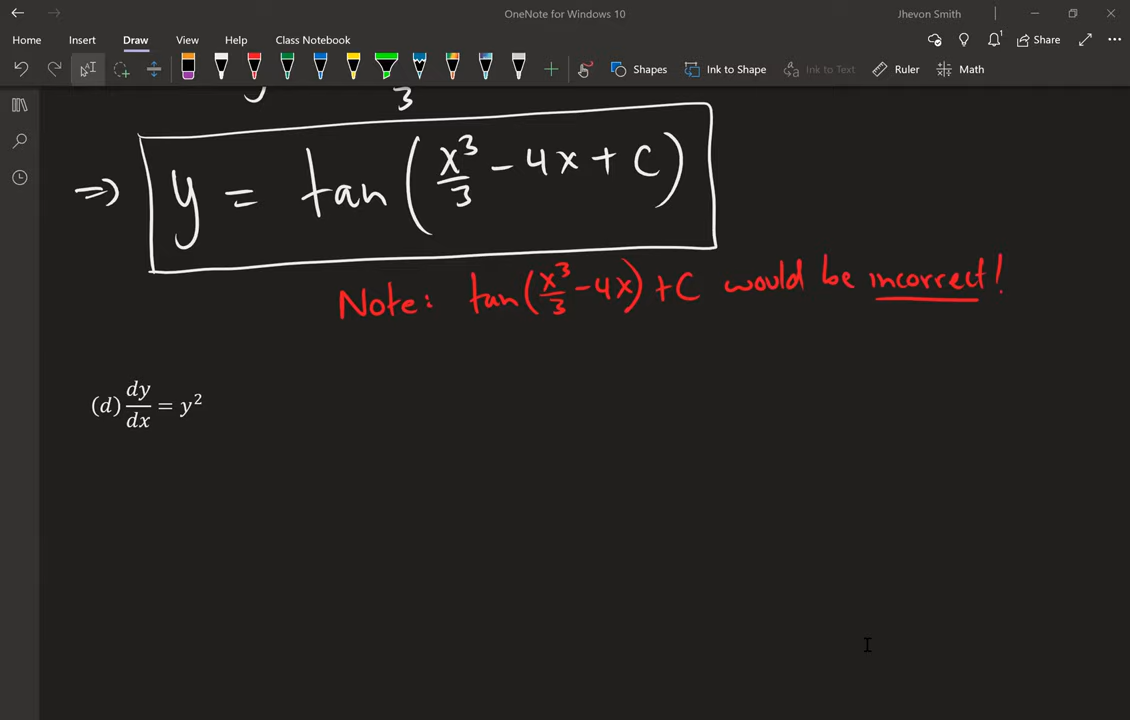 OneNote for Windows 10
Jhevon Smith
Home Insert Draw View Help Class Notebook
1
Share
Shapes Ink to Shape Ink to Text Ruler Math
y 3
=> y = tan(x³/3 - 4x + C)
Note: tan(x³/3 - 4x) + C would be incorrect!
(d) dy/dx = y²